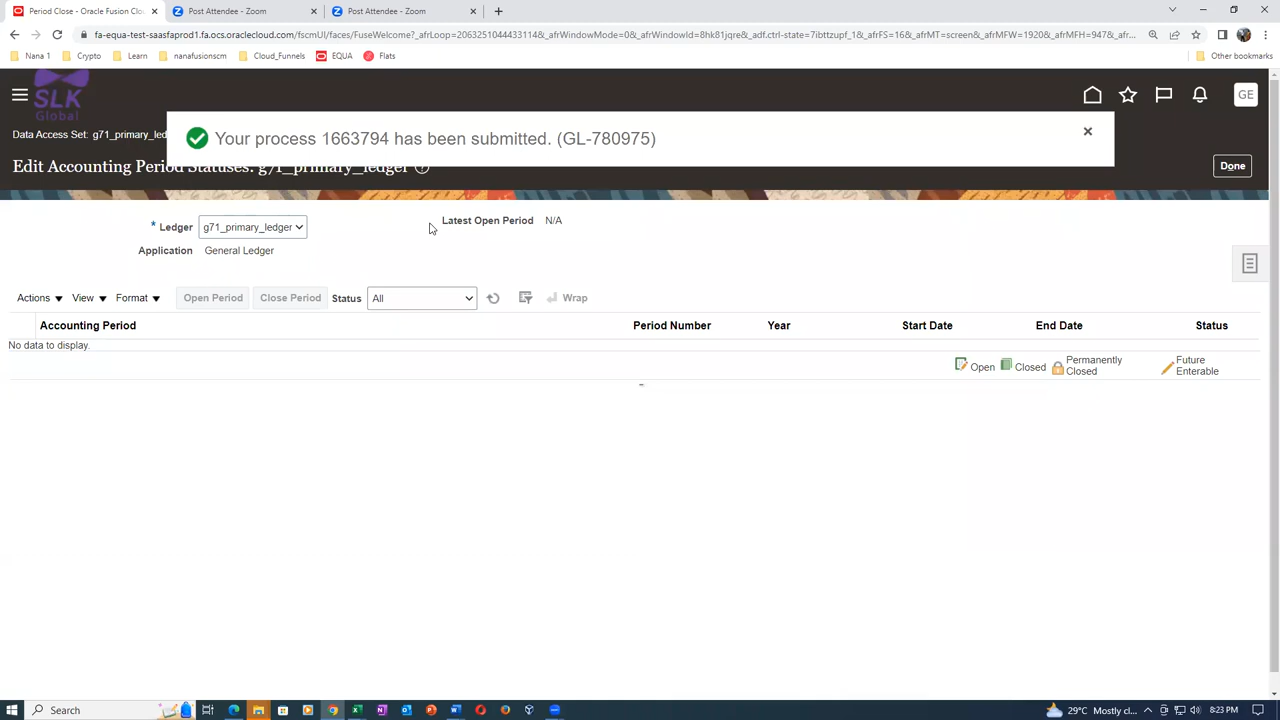 Period Close - Oracle Fusion Clou
Post Attendee - Zoom
Post Attendee - Zoom
fa-equa-test-saasfaprod1.fa.ocs.oraclecloud.com/fscmUI/faces/FuseWelcome?_afrLoop=20632510444331148&_afrWindowMode=0&_afrWindowId=8hk81jqre&_adf.ctrl-state=7ibttzupf_1&_afrFS=16&_afrMT=screen&_afrMFW=1920&_afrMFH=947&_afr...
Nana 1
Crypto
Learn
nanafusionscm
Cloud_Funnels
EQUA
Flats
Other bookmarks
SLK
Global
GE
Data Access Set: g71_primary_led
Your process 1663794 has been submitted. (GL-780975)
Edit Accounting Period Statuses: g71_primary_ledger
Done
* Ledger g71_primary_ledger
Latest Open Period N/A
Application General Ledger
Actions View Format Open Period Close Period Status All Wrap
Accounting Period Period Number Year Start Date End Date Status
No data to display.
Open Closed Permanently Closed Future Enterable
Search
29°C Mostly cl...
8:23 PM